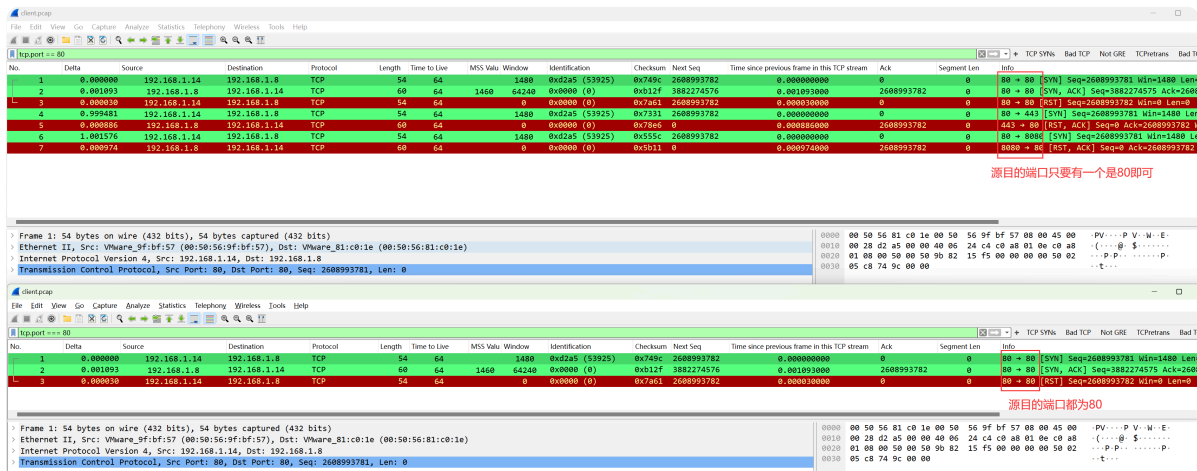 client.pcap
File Edit View Go Capture Analyze Statistics Telephony Wireless Tools Help
tcp.port == 80
+ TCP SYNs Bad TCP Not GRE TCPretrans Bad T
No. Delta Source Destination Protocol Length Time to Live MSS Valu Window Identification Checksum Next Seq Time since previous frame in this TCP stream Ack Segment Len Info
1 0.000000 192.168.1.14 192.168.1.8 TCP 54 64 1480 0xd2a5 (53925) 0x749c 2608993782 0.000000000 0 0 80 → 80 [SYN] Seq=2608993781 Win=1480 Len=
2 0.001093 192.168.1.8 192.168.1.14 TCP 60 64 1460 64240 0x0000 (0) 0xb12f 3882274576 0.001093000 2608993782 0 80 → 80 [SYN, ACK] Seq=3882274575 Ack=260
3 0.000030 192.168.1.14 192.168.1.8 TCP 54 64 0 0x0000 (0) 0x7a61 2608993782 0.000030000 0 0 80 → 80 [RST] Seq=2608993782 Win=0 Len=0
4 0.999481 192.168.1.14 192.168.1.8 TCP 54 64 1480 0xd2a5 (53925) 0x7331 2608993782 0.000000000 0 0 80 → 443 [SYN] Seq=2608993781 Win=1480 Len
5 0.000886 192.168.1.8 192.168.1.14 TCP 60 64 0 0x0000 (0) 0x78e6 0 0.000886000 2608993782 0 443 → 80 [RST, ACK] Seq=0 Ack=2608993782 W
6 1.001576 192.168.1.14 192.168.1.8 TCP 54 64 1480 0xd2a5 (53925) 0x555c 2608993782 0.000000000 0 0 80 → 8080 [SYN] Seq=2608993781 Win=1480 Le
7 0.000974 192.168.1.8 192.168.1.14 TCP 60 64 0 0x0000 (0) 0x5b11 0 0.000974000 2608993782 0 8080 → 80 [RST, ACK] Seq=0 Ack=2608993782
源目的端口只要有一个是80即可
Frame 1: 54 bytes on wire (432 bits), 54 bytes captured (432 bits)
Ethernet II, Src: VMware_9f:bf:57 (00:50:56:9f:bf:57), Dst: VMware_81:c0:1e (00:50:56:81:c0:1e)
Internet Protocol Version 4, Src: 192.168.1.14, Dst: 192.168.1.8
Transmission Control Protocol, Src Port: 80, Dst Port: 80, Seq: 2608993781, Len: 0
0000 00 50 56 81 c0 1e 00 50 56 9f bf 57 08 00 45 00 ·PV····P V··W··E·
0010 00 28 d2 a5 00 00 40 06 24 c4 c0 a8 01 0e c0 a8 ·(····@· $·······
0020 01 08 00 50 00 50 9b 82 15 f5 00 00 00 00 50 02 ···P·P·· ······P·
0030 05 c8 74 9c 00 00 ··t···
client.pcap
File Edit View Go Capture Analyze Statistics Telephony Wireless Tools Help
tcp.port === 80
+ TCP SYNs Bad TCP Not GRE TCPretrans Bad T
No. Delta Source Destination Protocol Length Time to Live MSS Valu Window Identification Checksum Next Seq Time since previous frame in this TCP stream Ack Segment Len Info
1 0.000000 192.168.1.14 192.168.1.8 TCP 54 64 1480 0xd2a5 (53925) 0x749c 2608993782 0.000000000 0 0 80 → 80 [SYN] Seq=2608993781 Win=1480 Len=
2 0.001093 192.168.1.8 192.168.1.14 TCP 60 64 1460 64240 0x0000 (0) 0xb12f 3882274576 0.001093000 2608993782 0 80 → 80 [SYN, ACK] Seq=3882274575 Ack=260
3 0.000030 192.168.1.14 192.168.1.8 TCP 54 64 0 0x0000 (0) 0x7a61 2608993782 0.000030000 0 0 80 → 80 [RST] Seq=2608993782 Win=0 Len=0
源目的端口都为80
Frame 1: 54 bytes on wire (432 bits), 54 bytes captured (432 bits)
Ethernet II, Src: VMware_9f:bf:57 (00:50:56:9f:bf:57), Dst: VMware_81:c0:1e (00:50:56:81:c0:1e)
Internet Protocol Version 4, Src: 192.168.1.14, Dst: 192.168.1.8
Transmission Control Protocol, Src Port: 80, Dst Port: 80, Seq: 2608993781, Len: 0
0000 00 50 56 81 c0 1e 00 50 56 9f bf 57 08 00 45 00 ·PV····P V··W··E·
0010 00 28 d2 a5 00 00 40 06 24 c4 c0 a8 01 0e c0 a8 ·(····@· $·······
0020 01 08 00 50 00 50 9b 82 15 f5 00 00 00 00 50 02 ···P·P·· ······P·
0030 05 c8 74 9c 00 00 ··t···